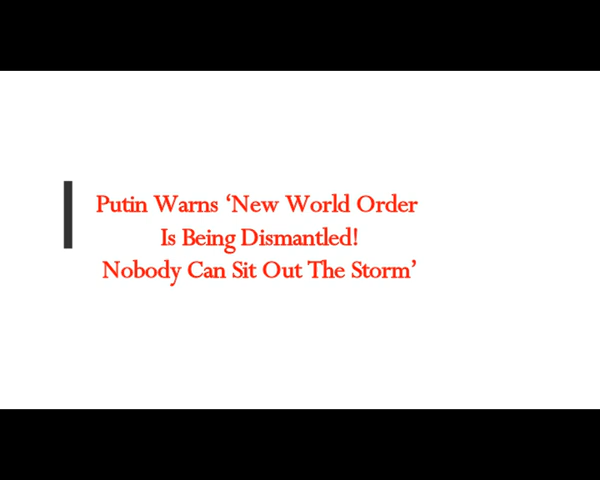 Putin Warns ‘New World Order
Is Being Dismantled!
Nobody Can Sit Out The Storm’